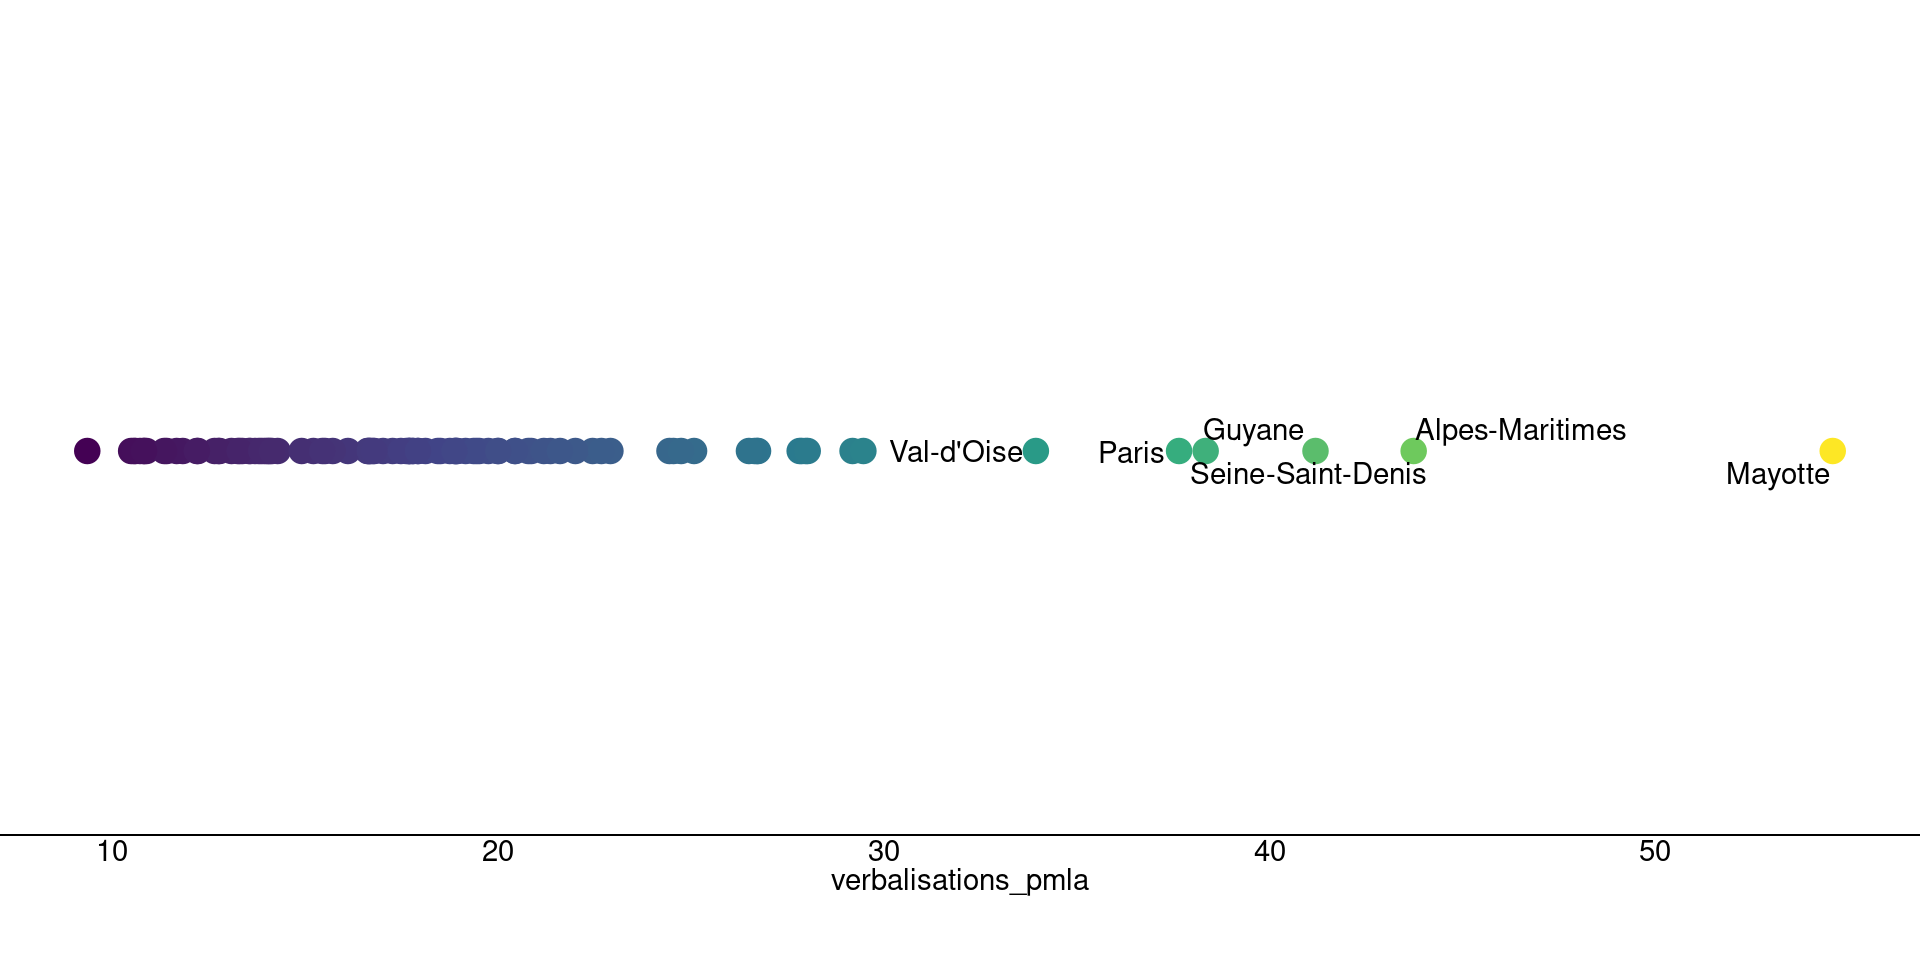 Guyane
Alpes-Maritimes
Val-d'Oise
Paris
Seine-Saint-Denis
Mayotte
10
20
30
40
50
verbalisations_pmla